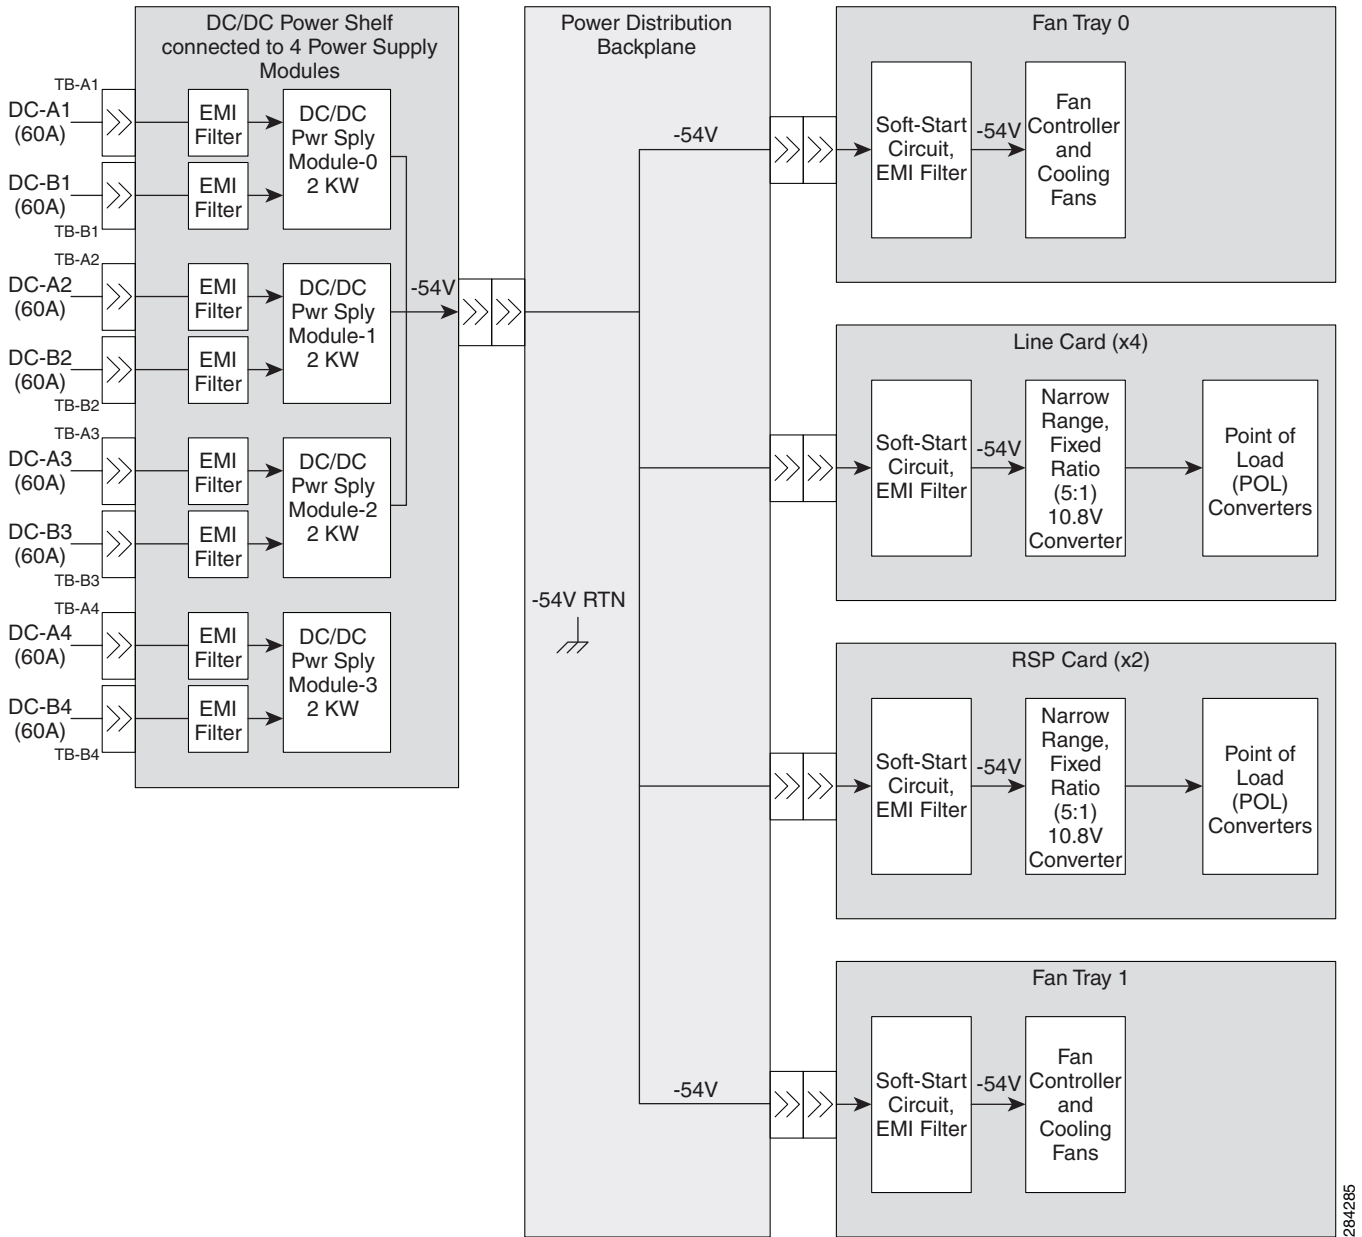 DC/DC Power Shelf
connected to 4 Power Supply
Modules
TB-A1
DC-A1
(60A)
EMI
Filter
DC/DC
Pwr Sply
Module-0
2 KW
DC-B1
(60A)
EMI
Filter
TB-B1
TB-A2
DC-A2
(60A)
EMI
Filter
DC/DC
Pwr Sply
Module-1
2 KW
-54V
DC-B2
(60A)
EMI
Filter
TB-B2
TB-A3
DC-A3
(60A)
EMI
Filter
DC/DC
Pwr Sply
Module-2
2 KW
DC-B3
(60A)
EMI
Filter
TB-B3
TB-A4
DC-A4
(60A)
EMI
Filter
DC/DC
Pwr Sply
Module-3
2 KW
DC-B4
(60A)
EMI
Filter
TB-B4
Power Distribution
Backplane
-54V
-54V RTN
-54V
Fan Tray 0
Soft-Start
Circuit,
EMI Filter
-54V
Fan
Controller
and
Cooling
Fans
Line Card (x4)
Soft-Start
Circuit,
EMI Filter
-54V
Narrow
Range,
Fixed
Ratio
(5:1)
10.8V
Converter
Point of
Load
(POL)
Converters
RSP Card (x2)
Soft-Start
Circuit,
EMI Filter
-54V
Narrow
Range,
Fixed
Ratio
(5:1)
10.8V
Converter
Point of
Load
(POL)
Converters
Fan Tray 1
Soft-Start
Circuit,
EMI Filter
-54V
Fan
Controller
and
Cooling
Fans
284285